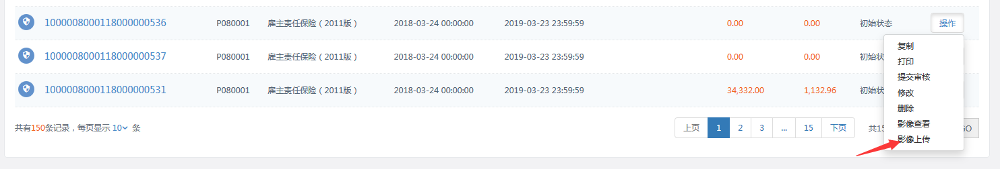 1000008000118000000536 P080001 雇主责任保险（2011版） 2018-03-24 00:00:00 2019-03-23 23:59:59 0.00 0.00 初始状态 操作
1000008000118000000537 P080001 雇主责任保险（2011版） 2018-03-24 00:00:00 2019-03-23 23:59:59 0.00 0.00 初始状
1000008000118000000531 P080001 雇主责任保险（2011版） 2018-03-24 00:00:00 2019-03-23 23:59:59 34,332.00 1,132.96 初始状
复制
打印
提交审核
修改
删除
影像查看
影像上传
共有150条记录，每页显示 10 条 上页 1 2 3 ... 15 下页 共15 GO